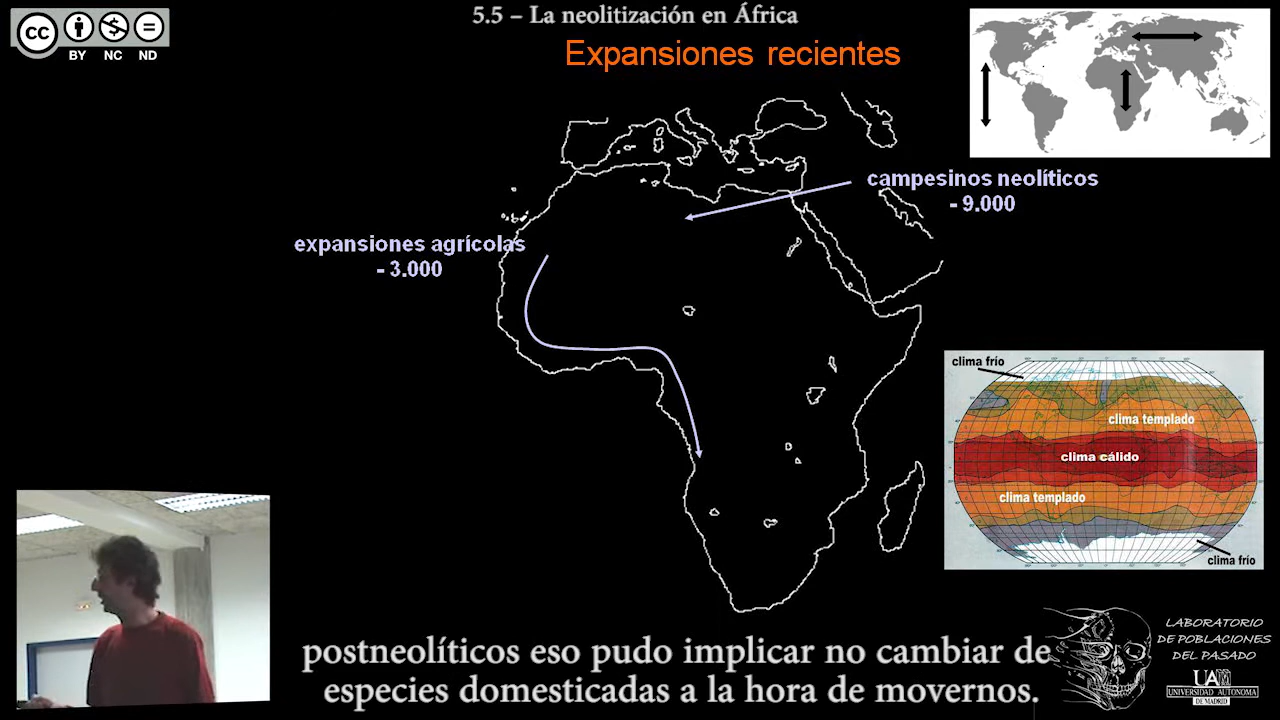 5.5 – La neolitización en África
cc
BY NC ND
Expansiones recientes
campesinos neolíticos
- 9.000
expansiones agrícolas
- 3.000
clima frío
clima templado
clima cálido
clima templado
clima frío
postneolíticos eso pudo implicar no cambiar de
especies domesticadas a la hora de movernos.
LABORATORIO
DE POBLACIONES
DEL PASADO
UAM
UNIVERSIDAD AUTONOMA
DE MADRID